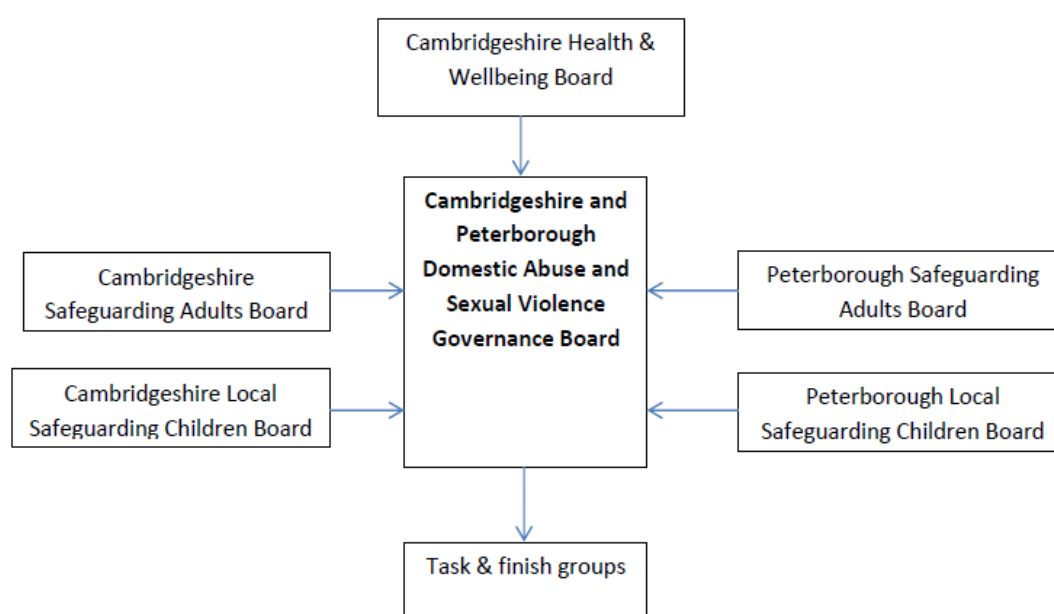 Cambridgeshire Health &
Wellbeing Board
Cambridgeshire and
Peterborough
Domestic Abuse and
Sexual Violence
Governance Board
Cambridgeshire
Safeguarding Adults Board
Peterborough Safeguarding
Adults Board
Cambridgeshire Local
Safeguarding Children Board
Peterborough Local
Safeguarding Children Board
Task & finish groups